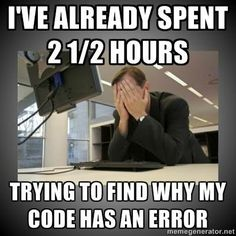 I'VE ALREADY SPENT
2 1/2 HOURS
TRYING TO FIND WHY MY
CODE HAS AN ERROR
memegenerator.net